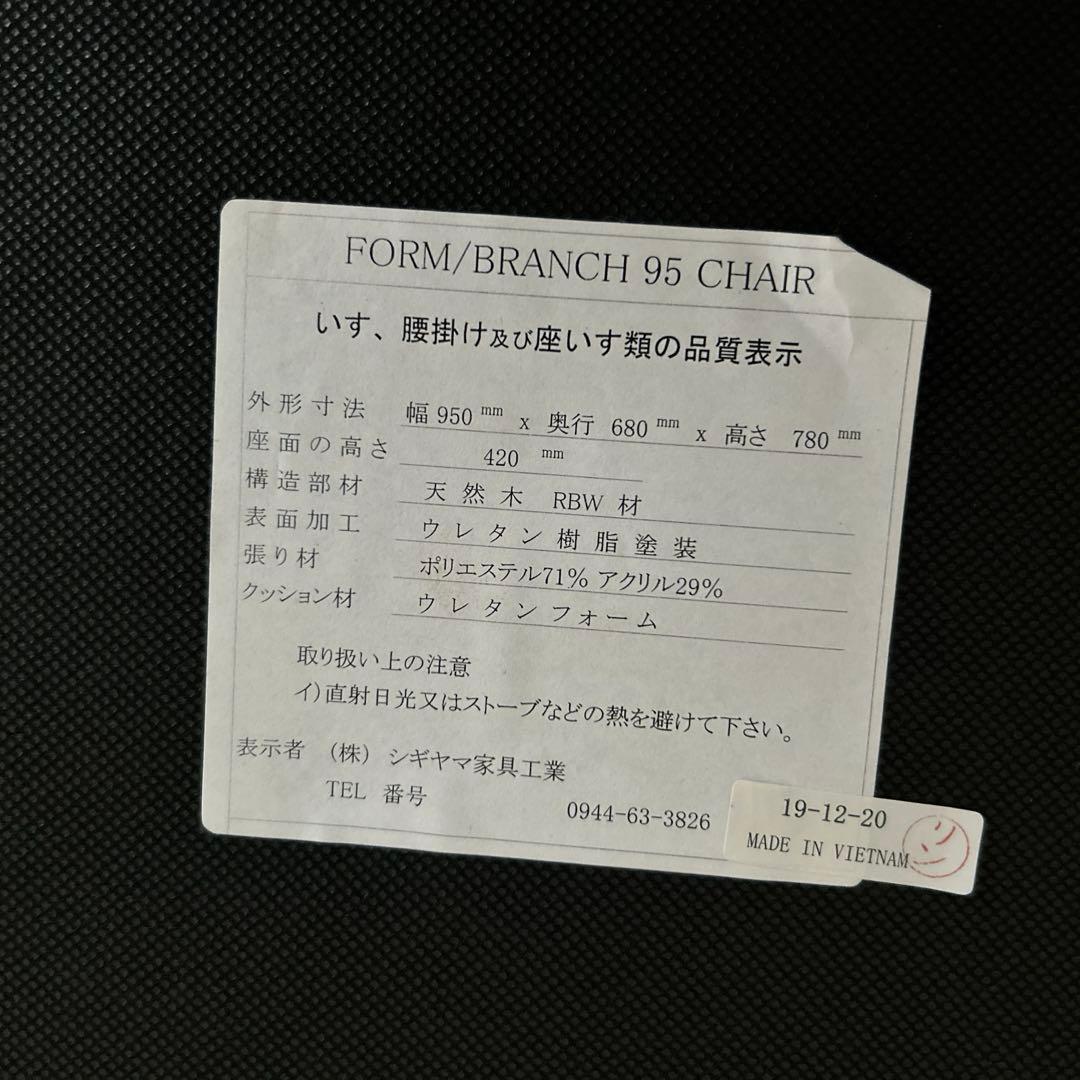 FORM/BRANCH 95 CHAIR
いす、腰掛け及び座いす類の品質表示
外形寸法 幅 950 mm x 奥行 680 mm x 高さ 780 mm
座面の高さ 420 mm
構造部材 天然木 RBW 材
表面加工 ウレタン樹脂塗装
張り材 ポリエステル71% アクリル29%
クッション材 ウレタンフォーム
取り扱い上の注意
イ)直射日光又はストーブなどの熱を避けて下さい。
表示者 (株) シギヤマ家具工業
TEL 番号 0944-63-3826
19-12-20
MADE IN VIETNAM
リン